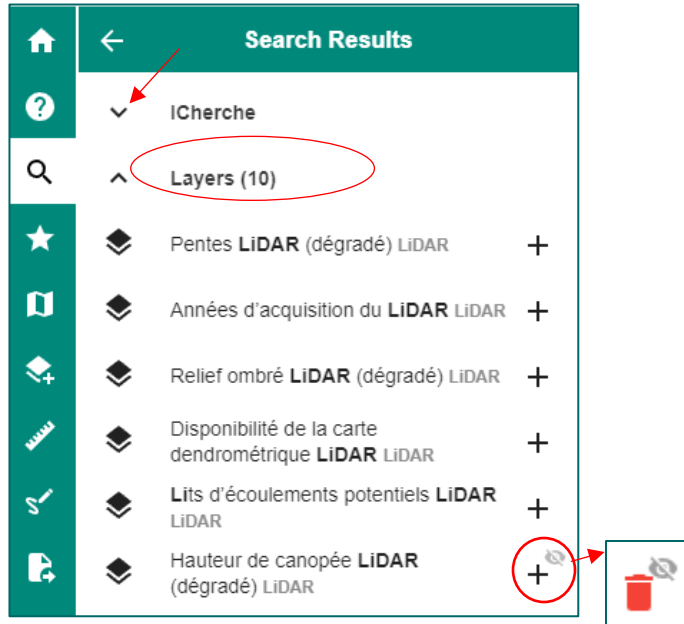 Search Results
ICherche
Layers (10)
Pentes LiDAR (dégradé) LiDAR
Années d'acquisition du LiDAR LiDAR
Relief ombré LiDAR (dégradé) LiDAR
Disponibilité de la carte
dendrométrique LiDAR LiDAR
Lits d'écoulements potentiels LiDAR
LiDAR
Hauteur de canopée LiDAR
(dégradé) LiDAR